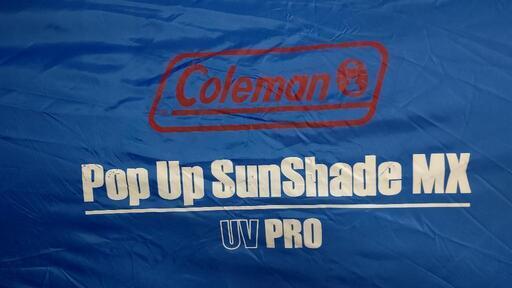 Coleman
Pop Up SunShade MX
UV PRO